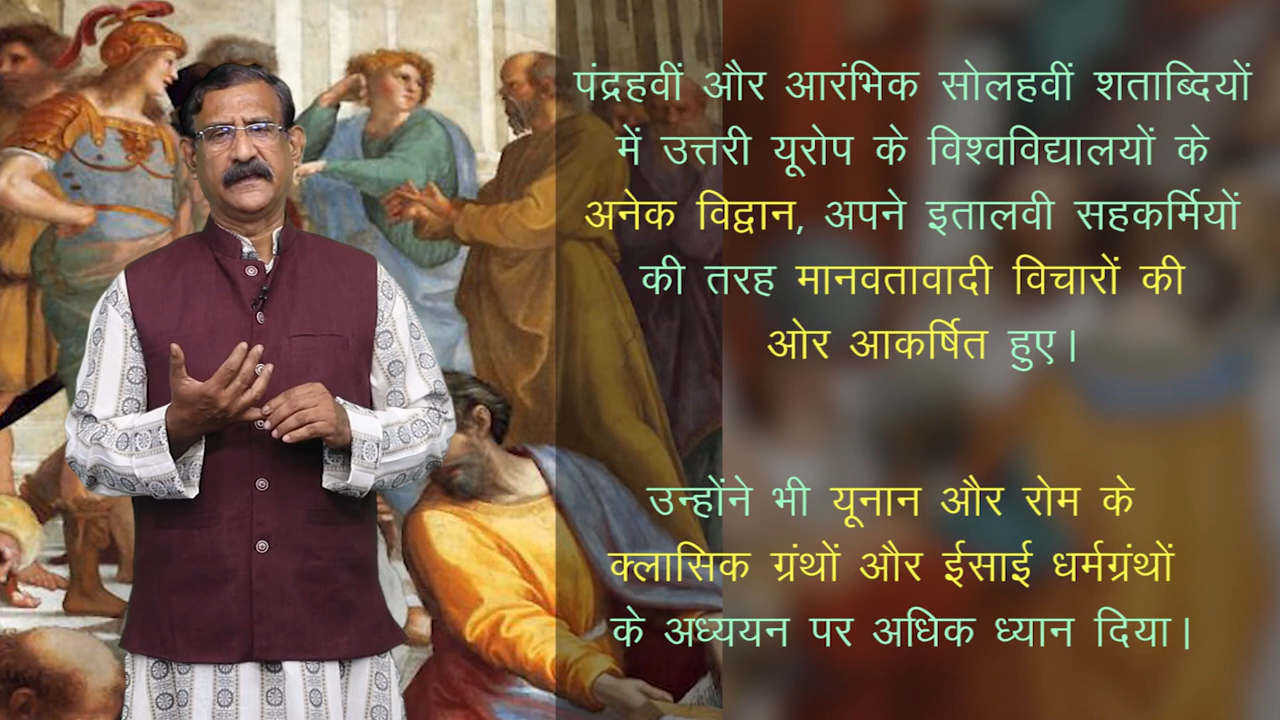 पंद्रहवीं और आरंभिक सोलहवीं शताब्दियों
में उत्तरी यूरोप के विश्वविद्यालयों के
अनेक विद्वान, अपने इतालवी सहकर्मियों
की तरह मानवतावादी विचारों की
ओर आकर्षित हुए।
उन्होंने भी यूनान और रोम के
क्लासिक ग्रंथों और ईसाई धर्मग्रंथों
के अध्ययन पर अधिक ध्यान दिया।